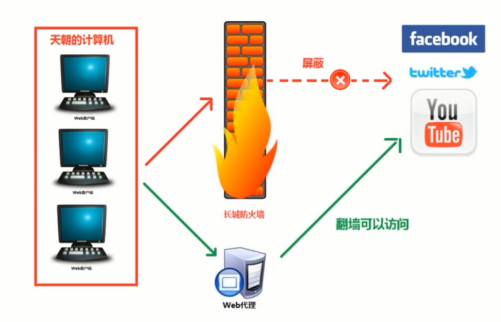 天朝的计算机
Web客户端
Web客户端
Web客户端
长城防火墙
屏蔽
facebook
twitter
You
Tube
翻墙可以访问
Web代理